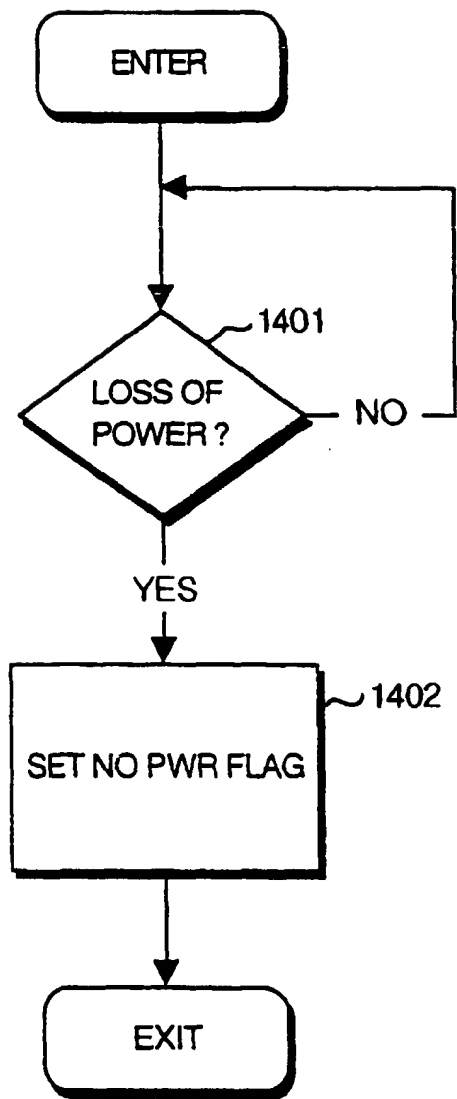 ENTER
1401
LOSS OF
POWER ?
NO
YES
1402
SET NO PWR FLAG
EXIT